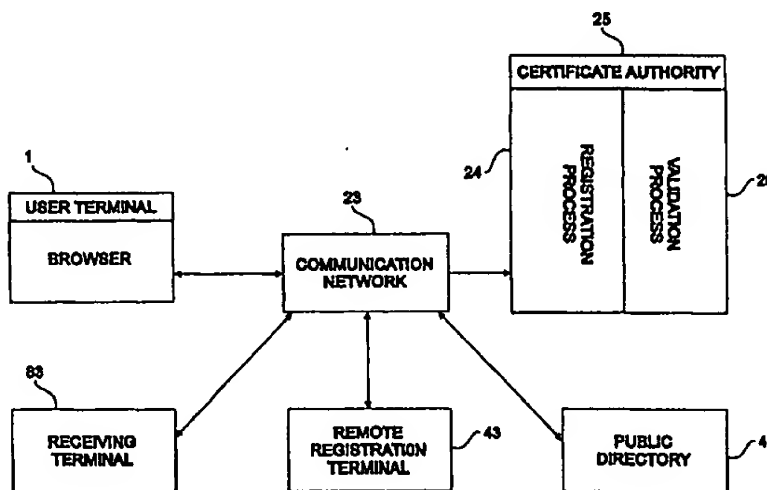 25
CERTIFICATE AUTHORITY
1
24
REGISTRATION
PROCESS
VALIDATION
PROCESS
USER TERMINAL
BROWSER
23
COMMUNICATION
NETWORK
83
RECEIVING
TERMINAL
REMOTE
REGISTRATION
TERMINAL
43
PUBLIC
DIRECTORY